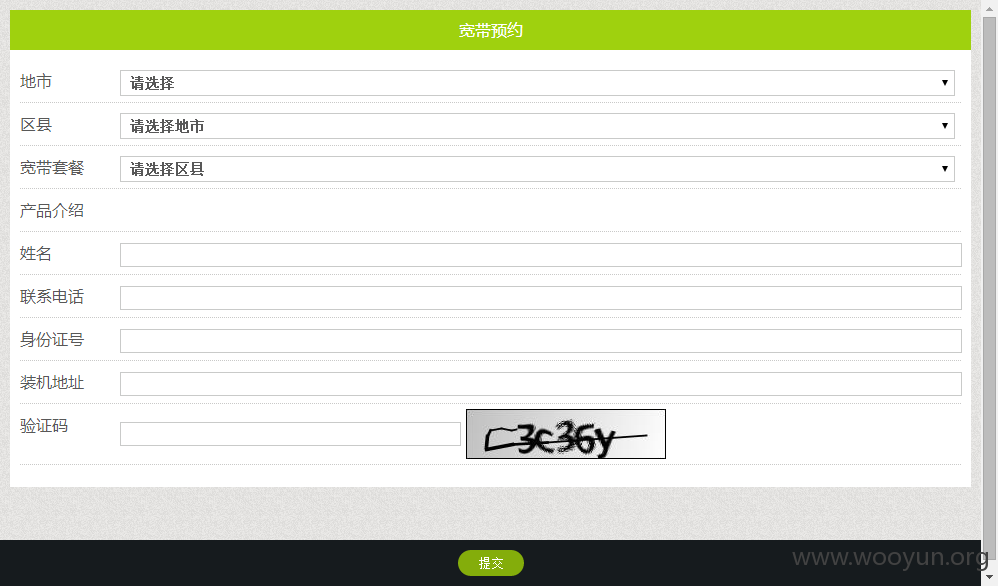 宽带预约
地市 请选择
区县 请选择地市
宽带套餐 请选择区县
产品介绍
姓名
联系电话
身份证号
装机地址
验证码
提交
www.wooyun.org